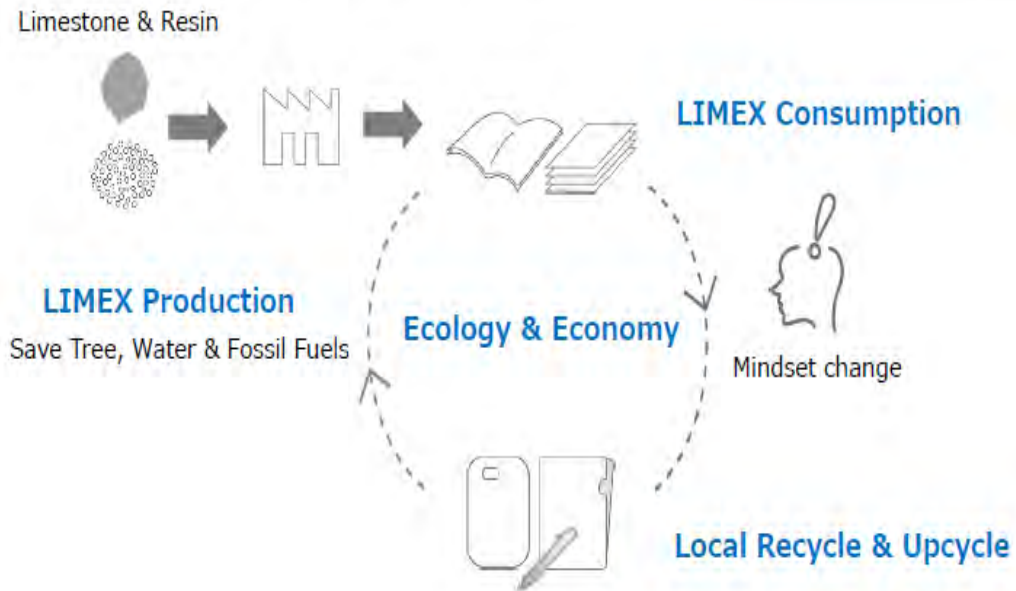 Limestone & Resin
LIMEX Consumption
LIMEX Production
Save Tree, Water & Fossil Fuels
Ecology & Economy
Mindset change
Local Recycle & Upcycle